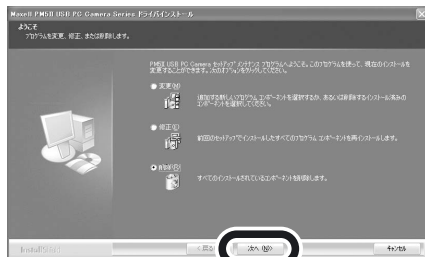 Maxell PM5B USB PC Camera Series ドライバインストール
ようこそ
プログラムを変更、修正、または削除します。
PM5B USB PC Camera セットアップ メンテナンス プログラムへようこそ。このプログラムを使って、現在のインストールを
変更することができます。次のオプションをクリックしてください。
変更(M)
追加する新しいプログラム コンポーネントを選択するか、あるいは削除するインストール済みの
コンポーネントを選択してください。
修正(E)
前回のセットアップでインストールしたすべてのプログラム コンポーネントを再インストールします。
削除(R)
すべてのインストールされているコンポーネントを削除します。
InstallShield
< 戻る
次へ(N)>
キャンセル